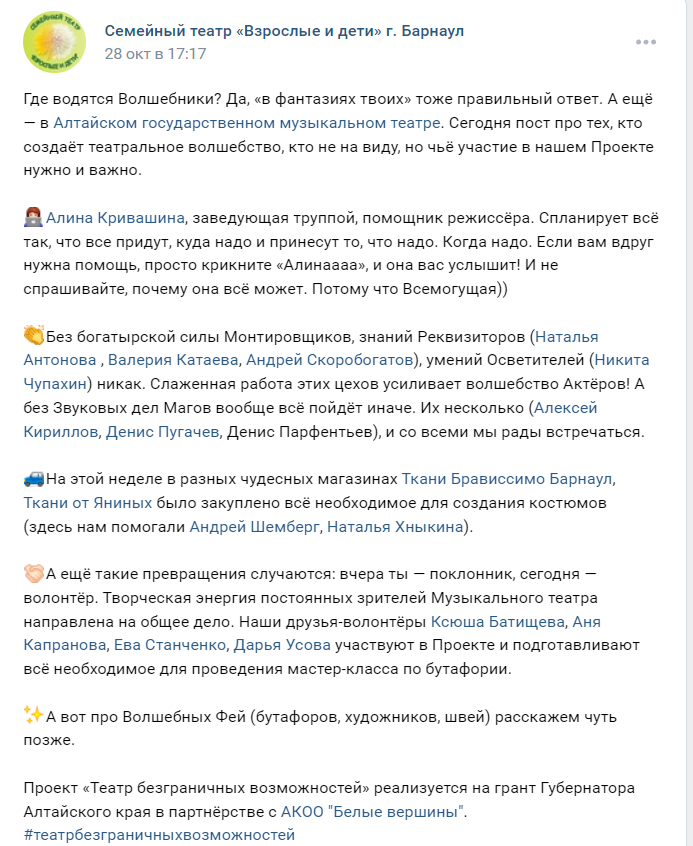 СЕМЕЙНЫЙ ТЕАТР
ВЗРОСЛЫЕ И ДЕТИ
Семейный театр «Взрослые и дети» г. Барнаул
28 окт в 17:17
Где водятся Волшебники? Да, «в фантазиях твоих» тоже правильный ответ. А ещё
— в Алтайском государственном музыкальном театре. Сегодня пост про тех, кто
создаёт театральное волшебство, кто не на виду, но чьё участие в нашем Проекте
нужно и важно.
Алина Кривашина, заведующая труппой, помощник режиссёра. Спланирует всё
так, что все придут, куда надо и принесут то, что надо. Когда надо. Если вам вдруг
нужна помощь, просто крикните «Алинаааа», и она вас услышит! И не
спрашивайте, почему она всё может. Потому что Всемогущая))
Без богатырской силы Монтировщиков, знаний Реквизиторов (Наталья
Антонова , Валерия Катаева, Андрей Скоробогатов), умений Осветителей (Никита
Чупахин) никак. Слаженная работа этих цехов усиливает волшебство Актёров! А
без Звуковых дел Магов вообще всё пойдёт иначе. Их несколько (Алексей
Кириллов, Денис Пугачев, Денис Парфентьев), и со всеми мы рады встречаться.
На этой неделе в разных чудесных магазинах Ткани Брависсимо Барнаул,
Ткани от Яниных было закуплено всё необходимое для создания костюмов
(здесь нам помогали Андрей Шемберг, Наталья Хныкина).
А ещё такие превращения случаются: вчера ты — поклонник, сегодня —
волонтёр. Творческая энергия постоянных зрителей Музыкального театра
направлена на общее дело. Наши друзья-волонтёры Ксюша Батищева, Аня
Капранова, Ева Станченко, Дарья Усова участвуют в Проекте и подготавливают
всё необходимое для проведения мастер-класса по бутафории.
А вот про Волшебных Фей (бутафоров, художников, швей) расскажем чуть
позже.
Проект «Театр безграничных возможностей» реализуется на грант Губернатора
Алтайского края в партнёрстве с АКОО "Белые вершины".
#театрбезграничныхвозможностей